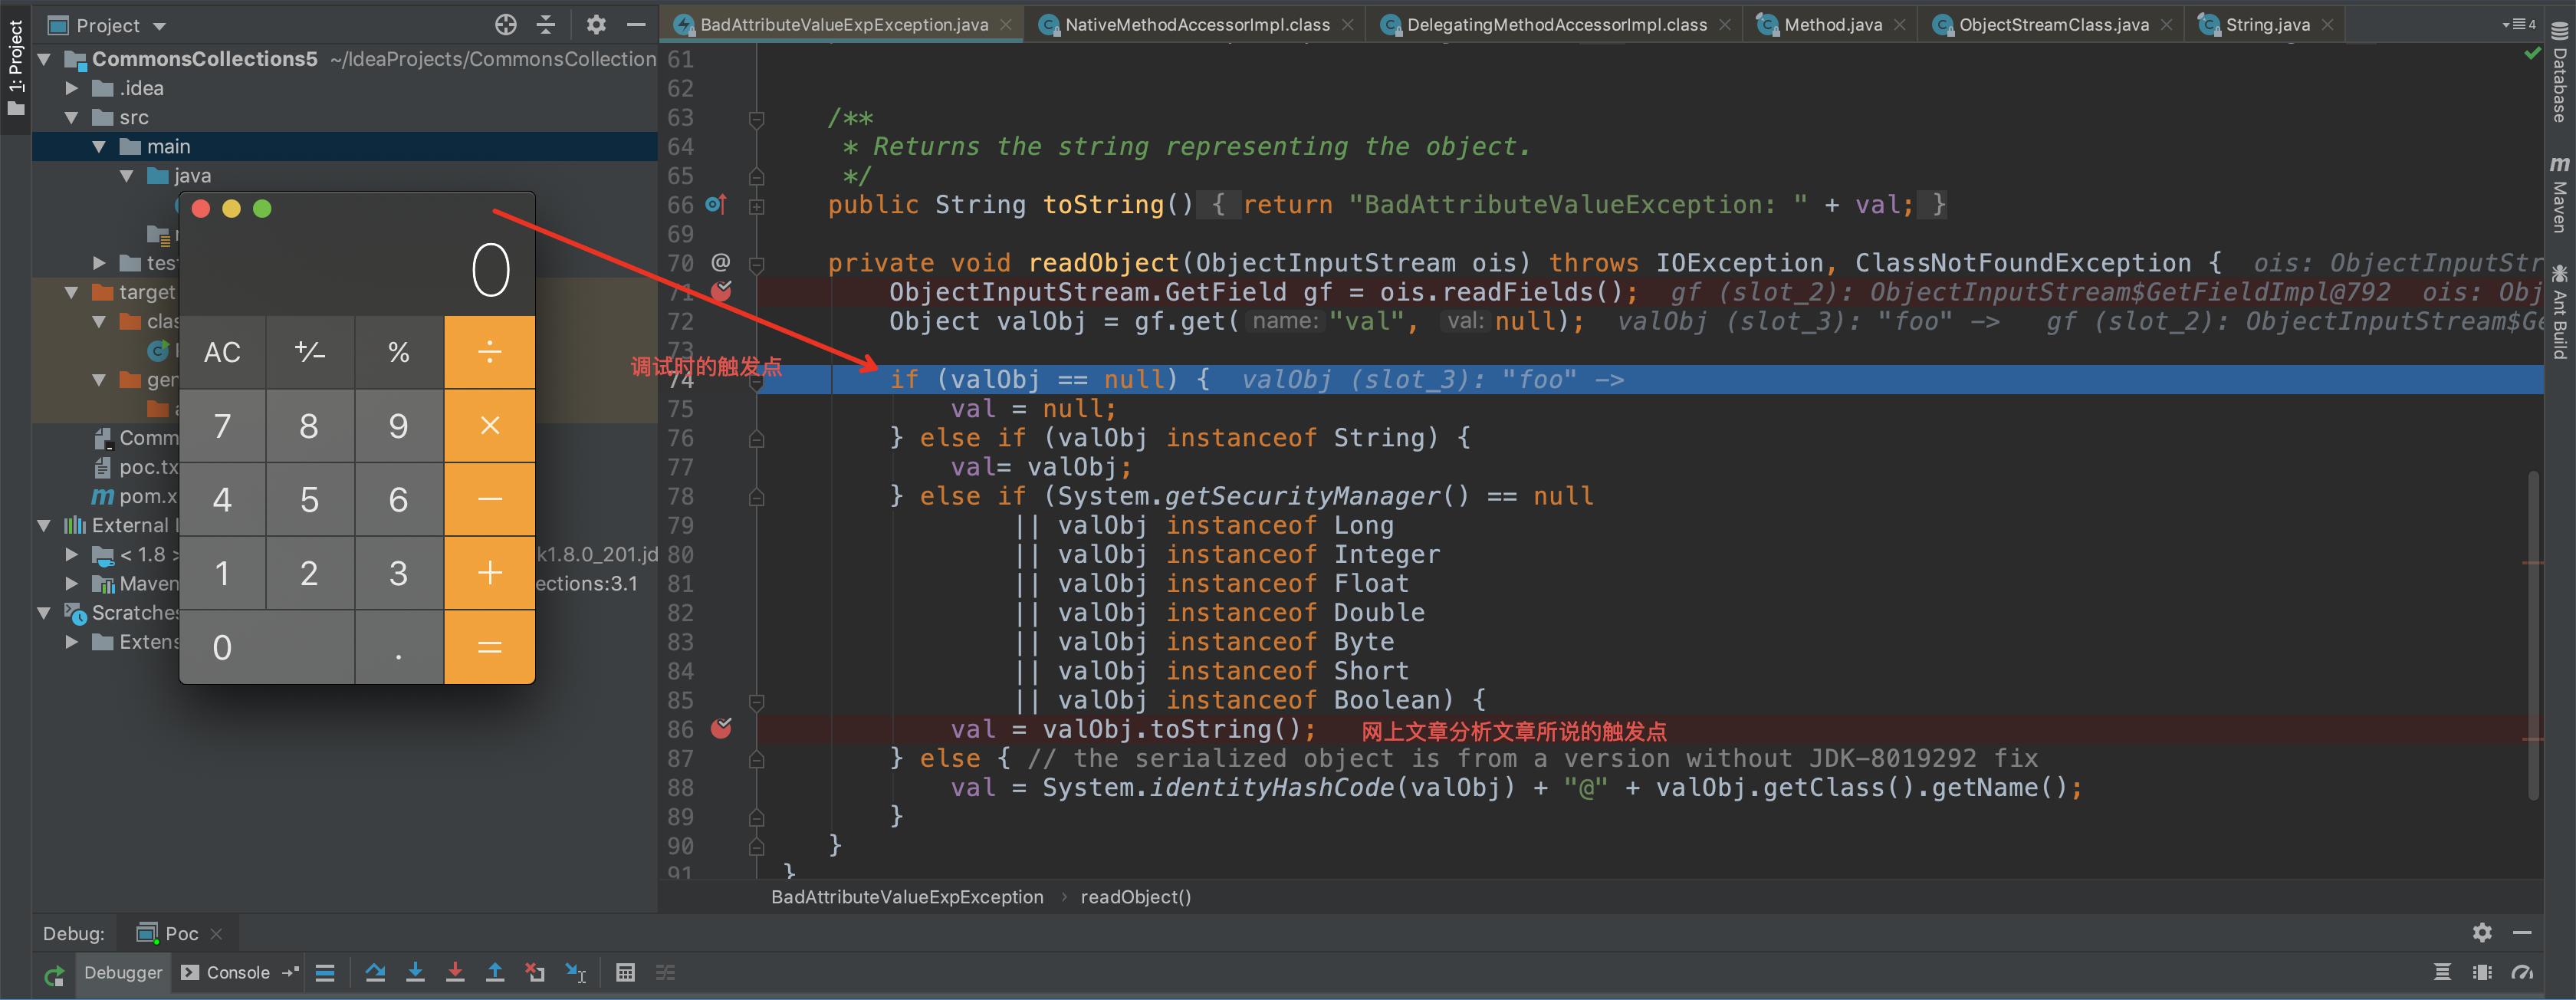 1: Project
Project
BadAttributeValueExpException.java
NativeMethodAccessorImpl.class
DelegatingMethodAccessorImpl.class
Method.java
ObjectStreamClass.java
String.java
4
CommonsCollections5 ~/IdeaProjects/CommonsCollection
.idea
src
main
java
target
Comm
poc.tx
pom.x
External
< 1.8 >
k1.8.0_201.jd
Maven
ections:3.1
Scratche
Extens
0
AC +/− % ÷
7 8 9 ×
4 5 6 −
1 2 3 +
0 . =
61
62
63 /**
64 * Returns the string representing the object.
65 */
66 public String toString() { return "BadAttributeValueException: " + val; }
69
70 @ private void readObject(ObjectInputStream ois) throws IOException, ClassNotFoundException { ois: ObjectInputStr
71 ObjectInputStream.GetField gf = ois.readFields(); gf (slot_2): ObjectInputStream$GetFieldImpl@792 ois: Obj
72 Object valObj = gf.get( name: "val", val: null); valObj (slot_3): "foo" -> gf (slot_2): ObjectInputStream$Ge
73
调试时的触发点
74 if (valObj == null) { valObj (slot_3): "foo" ->
75 val = null;
76 } else if (valObj instanceof String) {
77 val= valObj;
78 } else if (System.getSecurityManager() == null
79 || valObj instanceof Long
80 || valObj instanceof Integer
81 || valObj instanceof Float
82 || valObj instanceof Double
83 || valObj instanceof Byte
84 || valObj instanceof Short
85 || valObj instanceof Boolean) {
86 val = valObj.toString(); 网上文章分析文章所说的触发点
87 } else { // the serialized object is from a version without JDK-8019292 fix
88 val = System.identityHashCode(valObj) + "@" + valObj.getClass().getName();
89 }
90 }
91 }
BadAttributeValueExpException › readObject()
Database
Maven
Ant Build
Debug: Poc
Debugger Console